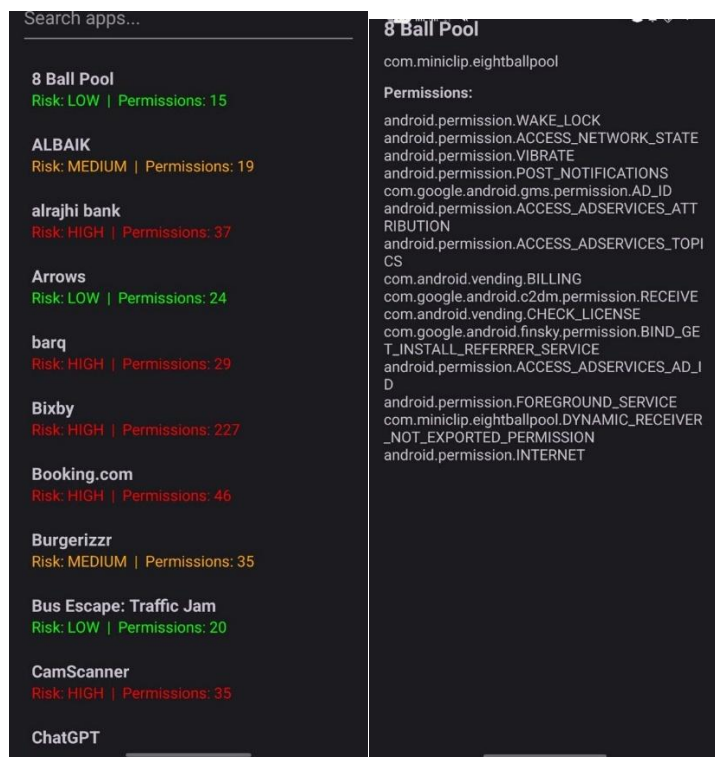 Search apps...
8 Ball Pool
Risk: LOW | Permissions: 15
ALBAIK
Risk: MEDIUM | Permissions: 19
alrajhi bank
Risk: HIGH | Permissions: 37
Arrows
Risk: LOW | Permissions: 24
barq
Risk: HIGH | Permissions: 29
Bixby
Risk: HIGH | Permissions: 227
Booking.com
Risk: HIGH | Permissions: 46
Burgerizzr
Risk: MEDIUM | Permissions: 35
Bus Escape: Traffic Jam
Risk: LOW | Permissions: 20
CamScanner
Risk: HIGH | Permissions: 35
ChatGPT
8 Ball Pool
com.miniclip.eightballpool
Permissions:
android.permission.WAKE_LOCK
android.permission.ACCESS_NETWORK_STATE
android.permission.VIBRATE
android.permission.POST_NOTIFICATIONS
com.google.android.gms.permission.AD_ID
android.permission.ACCESS_ADSERVICES_ATT
RIBUTION
android.permission.ACCESS_ADSERVICES_TOPI
CS
com.android.vending.BILLING
com.google.android.c2dm.permission.RECEIVE
com.android.vending.CHECK_LICENSE
com.google.android.finsky.permission.BIND_GE
T_INSTALL_REFERRER_SERVICE
android.permission.ACCESS_ADSERVICES_AD_I
D
android.permission.FOREGROUND_SERVICE
com.miniclip.eightballpool.DYNAMIC_RECEIVER
_NOT_EXPORTED_PERMISSION
android.permission.INTERNET